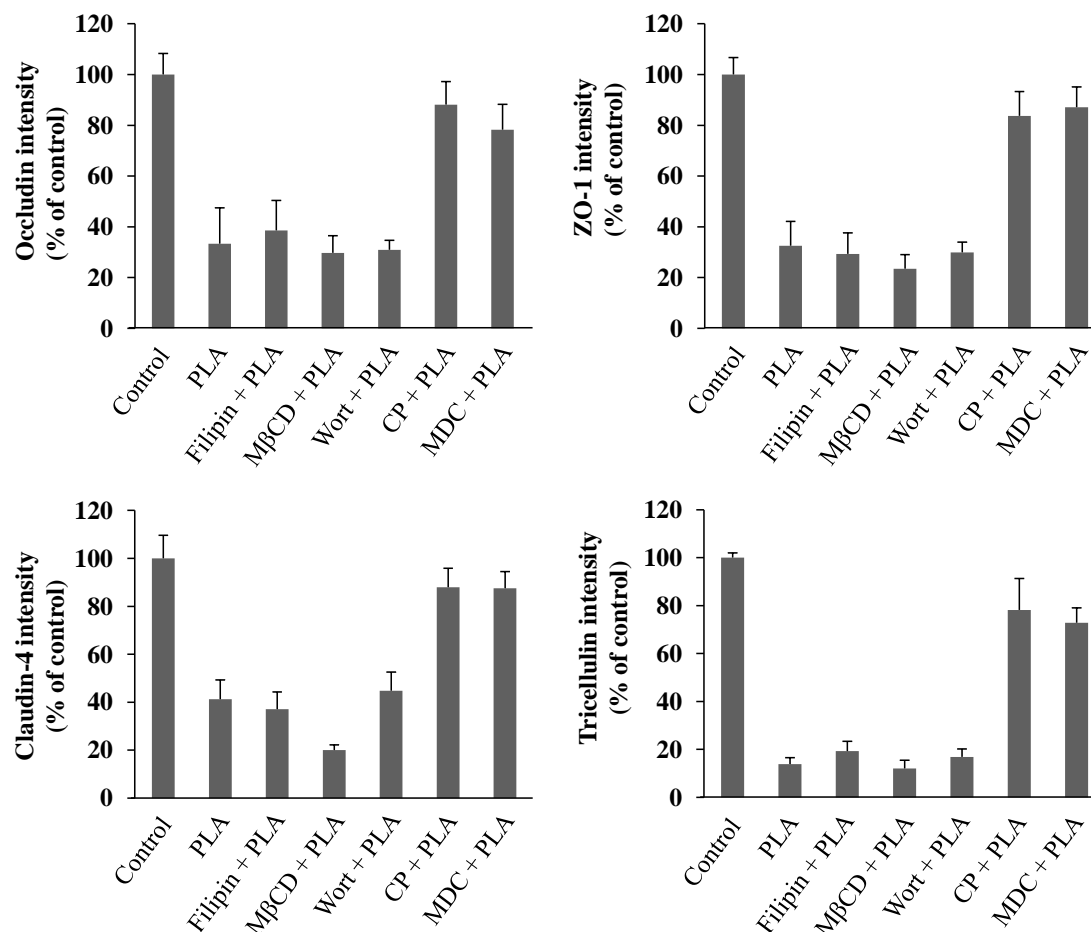 Occludin intensity
(% of control)
120
100
80
60
40
20
0
Control
PLA
Filipin + PLA
MβCD + PLA
Wort + PLA
CP + PLA
MDC + PLA
ZO-1 intensity
(% of control)
120
100
80
60
40
20
0
Control
PLA
Filipin + PLA
MβCD + PLA
Wort + PLA
CP + PLA
MDC + PLA
Claudin-4 intensity
(% of control)
120
100
80
60
40
20
0
Control
PLA
Filipin + PLA
MβCD + PLA
Wort + PLA
CP + PLA
MDC + PLA
Tricellulin intensity
(% of control)
120
100
80
60
40
20
0
Control
PLA
Filipin + PLA
MβCD + PLA
Wort + PLA
CP + PLA
MDC + PLA